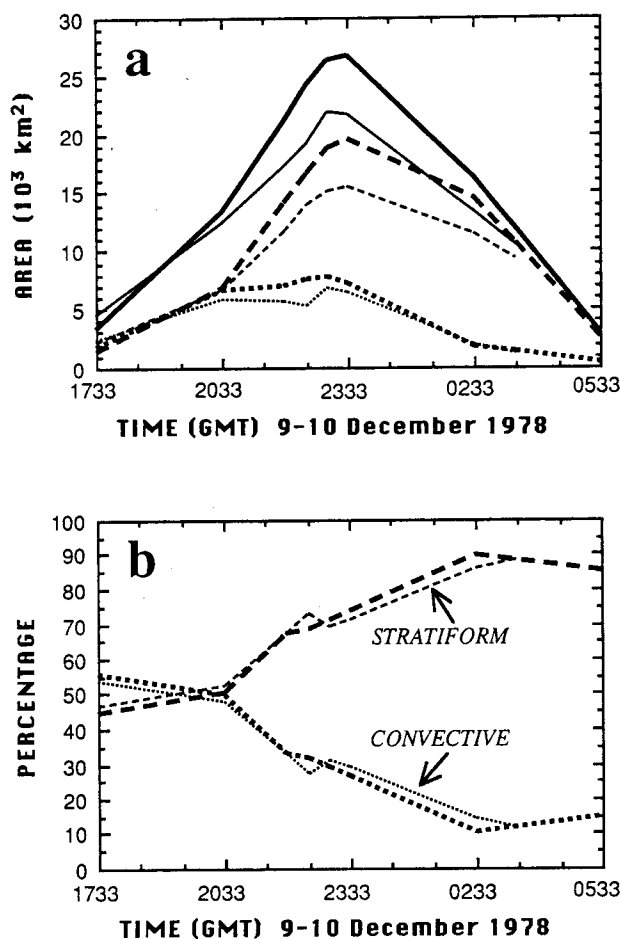 a
30
25
20
15
10
5
0
AREA (10³ km²)
1733 2033 2333 0233 0533
TIME (GMT) 9-10 December 1978
b
100
90
80
70
60
50
40
30
20
10
0
PERCENTAGE
STRATIFORM
CONVECTIVE
1733 2033 2333 0233 0533
TIME (GMT) 9-10 December 1978